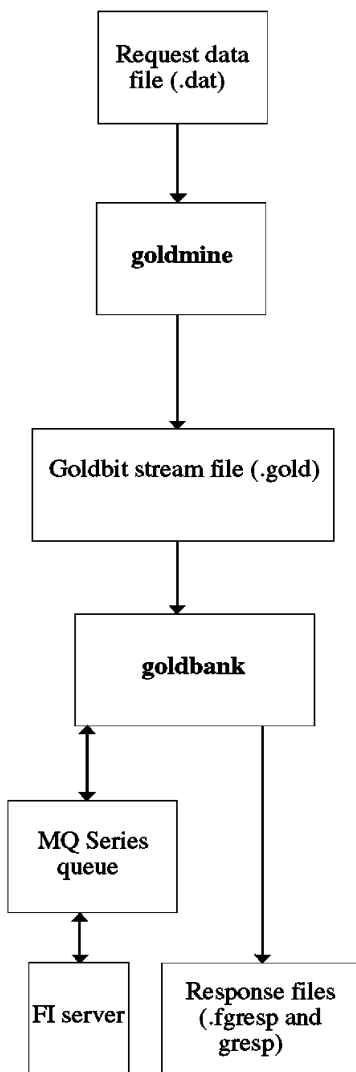 Request data
file (.dat)
goldmine
Goldbit stream file (.gold)
goldbank
MQ Series
queue
FI server
Response files
(.fgresp and
gresp)